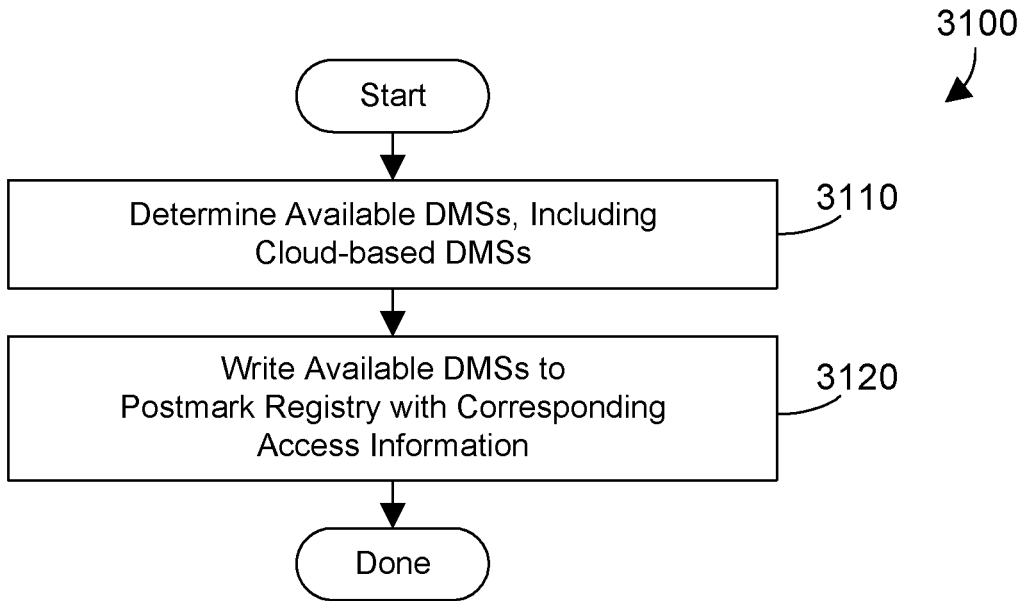 3100
Start
Determine Available DMSs, Including
Cloud-based DMSs
3110
Write Available DMSs to
Postmark Registry with Corresponding
Access Information
3120
Done